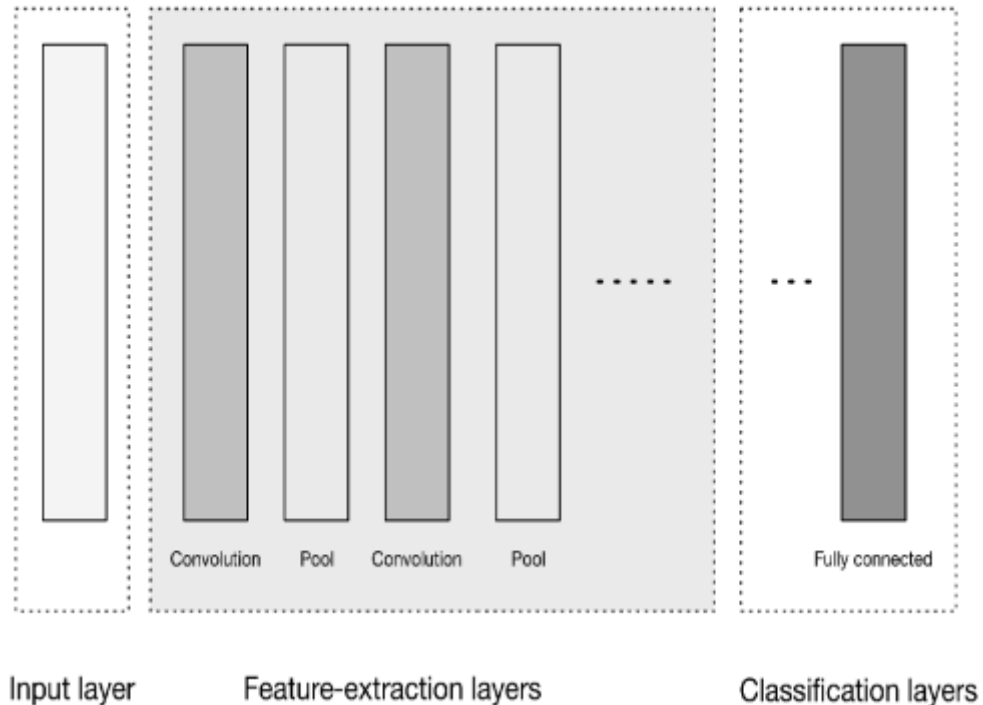 Convolution Pool Convolution Pool Fully connected
Input layer Feature-extraction layers Classification layers